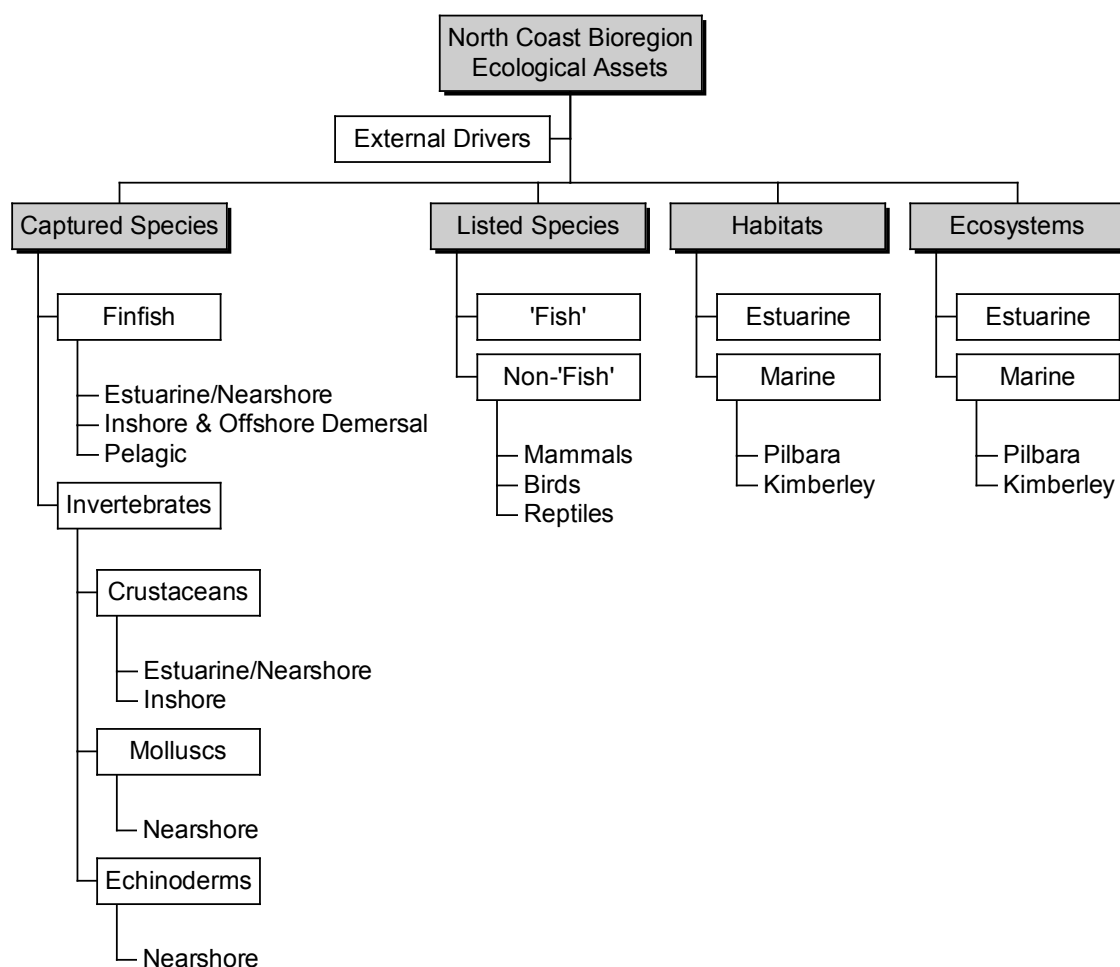 North Coast Bioregion
Ecological Assets
External Drivers
Captured Species
Finfish
Estuarine/Nearshore
Inshore & Offshore Demersal
Pelagic
Invertebrates
Crustaceans
Estuarine/Nearshore
Inshore
Molluscs
Nearshore
Echinoderms
Nearshore
Listed Species
'Fish'
Non-'Fish'
Mammals
Birds
Reptiles
Habitats
Estuarine
Marine
Pilbara
Kimberley
Ecosystems
Estuarine
Marine
Pilbara
Kimberley